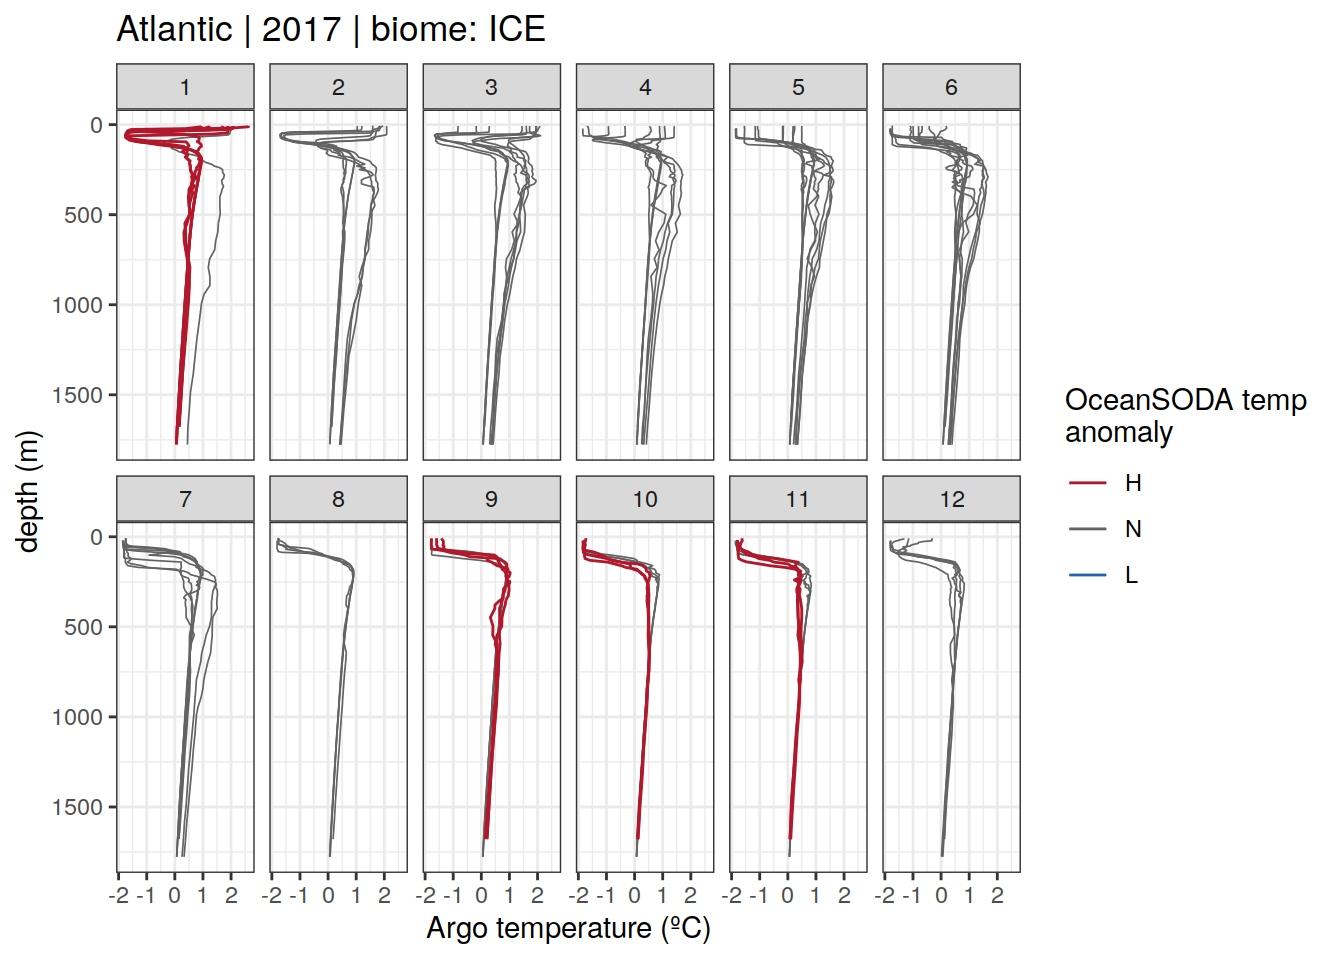 Atlantic | 2017 | biome: ICE
1 2 3 4 5 6
0
500
1000
1500
7 8 9 10 11 12
0
500
1000
1500
-2 -1 0 1 2 -2 -1 0 1 2 -2 -1 0 1 2 -2 -1 0 1 2 -2 -1 0 1 2 -2 -1 0 1 2
Argo temperature (ºC)
depth (m)
OceanSODA temp
anomaly
H
N
L